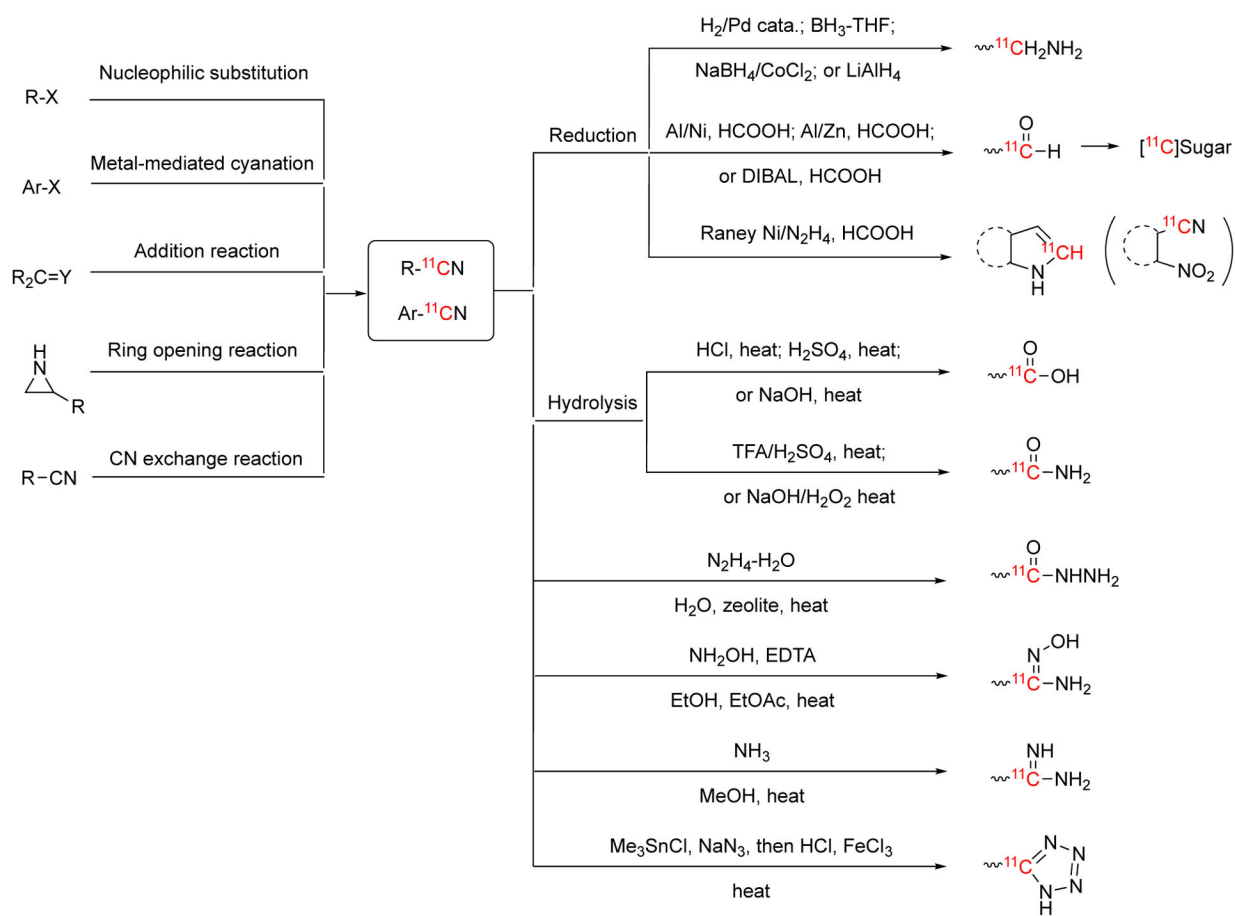 Nucleophilic substitution
R-X
Metal-mediated cyanation
Ar-X
Addition reaction
R₂C=Y
Ring opening reaction
H
N
R
CN exchange reaction
R–CN
R-¹¹CN
Ar-¹¹CN
Reduction
H₂/Pd cata.; BH₃-THF;
NaBH₄/CoCl₂; or LiAlH₄
¹¹CH₂NH₂
Al/Ni, HCOOH; Al/Zn, HCOOH;
or DIBAL, HCOOH
O
¹¹C–H
[¹¹C]Sugar
Raney Ni/N₂H₄, HCOOH
¹¹CH
N
H
¹¹CN
NO₂
Hydrolysis
HCl, heat; H₂SO₄, heat;
or NaOH, heat
O
¹¹C–OH
TFA/H₂SO₄, heat;
or NaOH/H₂O₂ heat
O
¹¹C–NH₂
N₂H₄-H₂O
H₂O, zeolite, heat
O
¹¹C–NHNH₂
NH₂OH, EDTA
EtOH, EtOAc, heat
N–OH
¹¹C–NH₂
NH₃
MeOH, heat
NH
¹¹C–NH₂
Me₃SnCl, NaN₃, then HCl, FeCl₃
heat
N
¹¹C
N
N
N
H